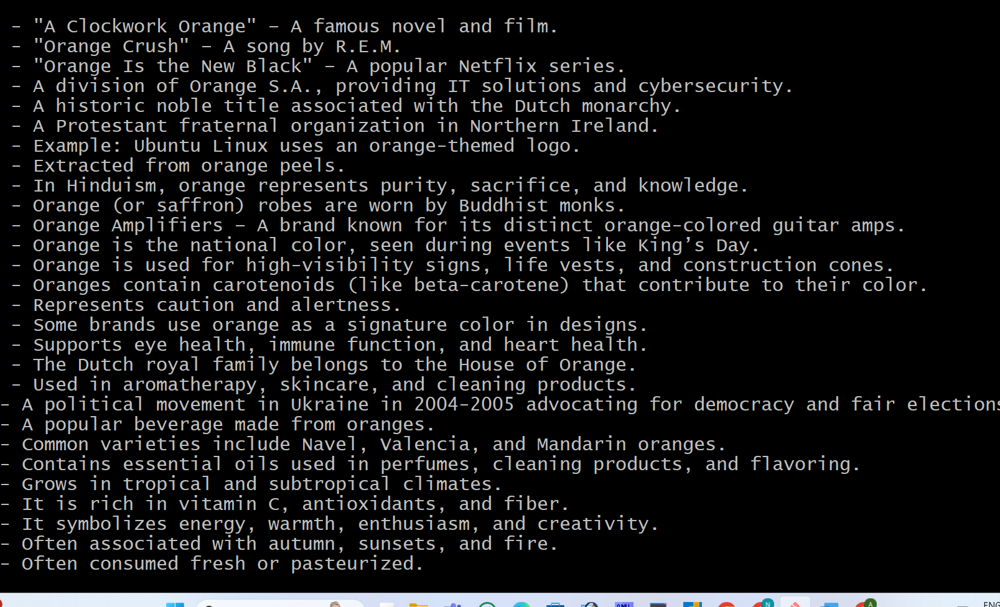 - "A Clockwork Orange" – A famous novel and film.
- "Orange Crush" – A song by R.E.M.
- "Orange Is the New Black" – A popular Netflix series.
- A division of Orange S.A., providing IT solutions and cybersecurity.
- A historic noble title associated with the Dutch monarchy.
- A Protestant fraternal organization in Northern Ireland.
- Example: Ubuntu Linux uses an orange-themed logo.
- Extracted from orange peels.
- In Hinduism, orange represents purity, sacrifice, and knowledge.
- Orange (or saffron) robes are worn by Buddhist monks.
- Orange Amplifiers – A brand known for its distinct orange-colored guitar amps.
- Orange is the national color, seen during events like King’s Day.
- Orange is used for high-visibility signs, life vests, and construction cones.
- Oranges contain carotenoids (like beta-carotene) that contribute to their color.
- Represents caution and alertness.
- Some brands use orange as a signature color in designs.
- Supports eye health, immune function, and heart health.
- The Dutch royal family belongs to the House of Orange.
- Used in aromatherapy, skincare, and cleaning products.
- A political movement in Ukraine in 2004-2005 advocating for democracy and fair elections
- A popular beverage made from oranges.
- Common varieties include Navel, Valencia, and Mandarin oranges.
- Contains essential oils used in perfumes, cleaning products, and flavoring.
- Grows in tropical and subtropical climates.
- It is rich in vitamin C, antioxidants, and fiber.
- It symbolizes energy, warmth, enthusiasm, and creativity.
- Often associated with autumn, sunsets, and fire.
- Often consumed fresh or pasteurized.
N A ENG